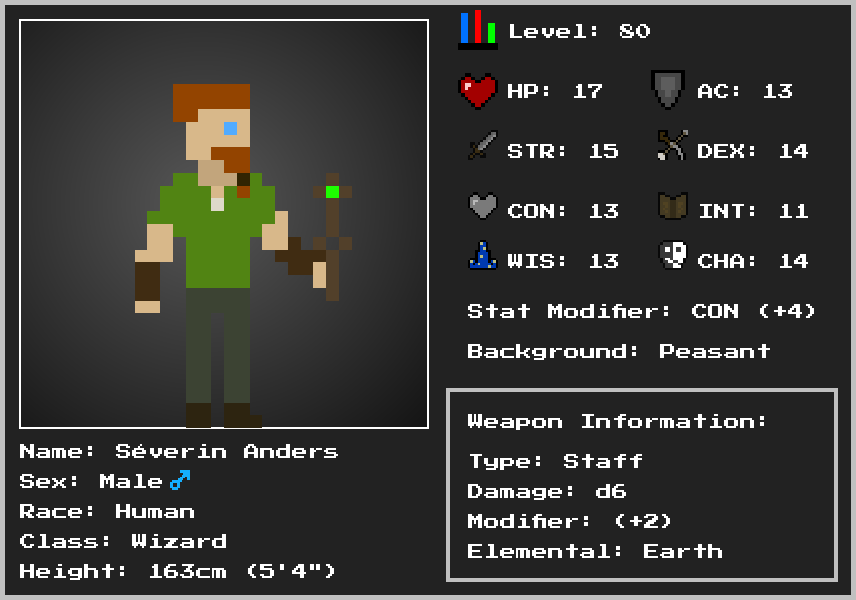 Level: 80
HP: 17
AC: 13
STR: 15
DEX: 14
CON: 13
INT: 11
WIS: 13
CHA: 14
Stat Modifier: CON (+4)
Background: Peasant
Weapon Information:
Type: Staff
Damage: d6
Modifier: (+2)
Elemental: Earth
Name: Séverin Anders
Sex: Male♂
Race: Human
Class: Wizard
Height: 163cm (5'4")